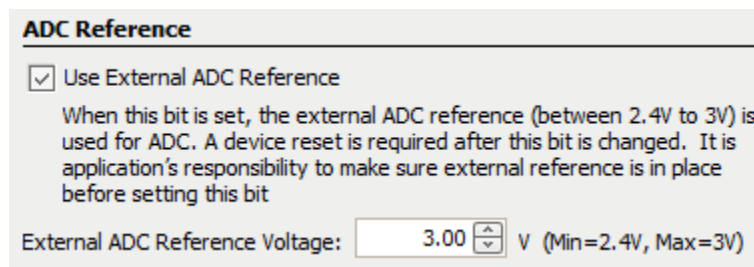 ADC Reference
Use External ADC Reference
When this bit is set, the external ADC reference (between 2.4V to 3V) is
used for ADC. A device reset is required after this bit is changed.  It is
application's responsibility to make sure external reference is in place
before setting this bit
External ADC Reference Voltage: 3.00 V (Min=2.4V, Max=3V)